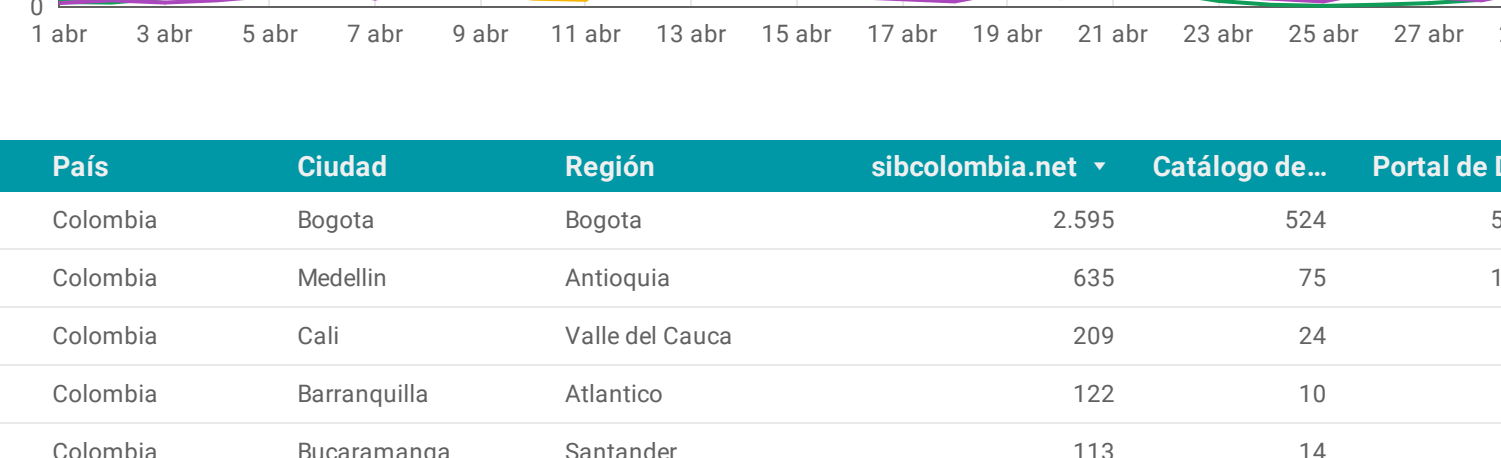 0
1 abr 3 abr 5 abr 7 abr 9 abr 11 abr 13 abr 15 abr 17 abr 19 abr 21 abr 23 abr 25 abr 27 abr
País Ciudad Región sibcolombia.net Catálogo de... Portal de
Colombia Bogota Bogota 2.595 524
Colombia Medellin Antioquia 635 75
Colombia Cali Valle del Cauca 209 24
Colombia Barranquilla Atlantico 122 10
Colombia Bucaramanga Santander 113 14